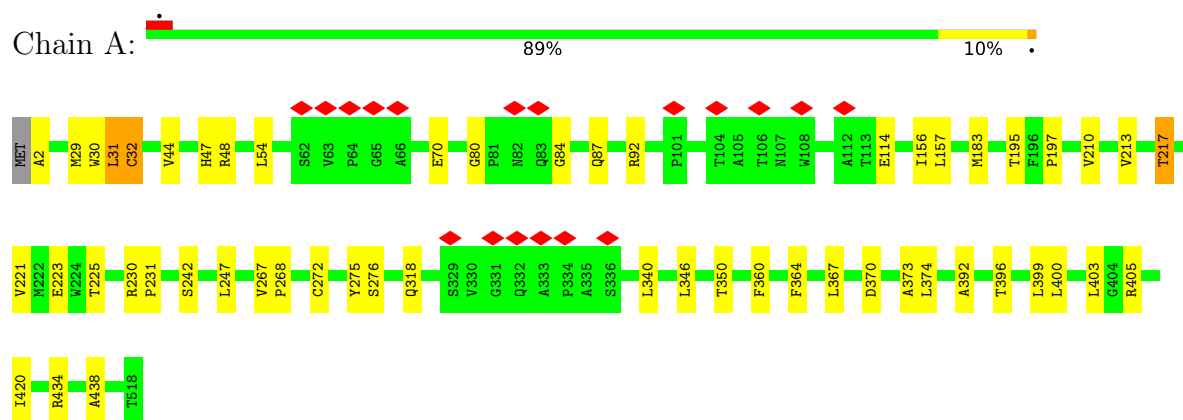 •
Chain A:
89% 10% •
MET A2 M29 W30 L31 C32 V44 H47 R48 L54 S62 V63 P64 G65 A66 E70 G80 P81 N82 Q83 G84 Q87 R92 P101 T104 A105 T106 N107 W108 A112 T113 E114 I156 L157 M183 T195 F196 P197 V210 V213 T217
V221 M222 E223 W224 T225 R230 P231 S242 L247 V267 P268 C272 Y275 S276 Q318 S329 V330 G331 Q332 A333 P334 A335 S336 L340 L346 T350 F360 F364 L367 D370 A373 L374 A392 T396 L399 L400 L403 G404 R405
I420 R434 A438 T518